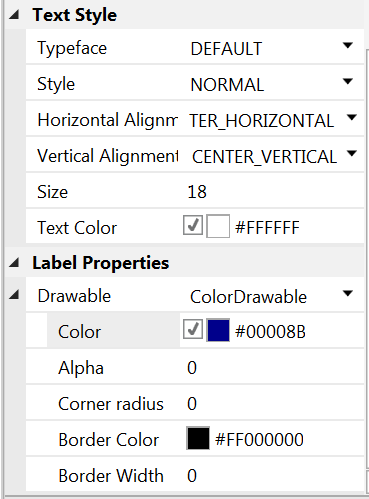 Text Style
Typeface DEFAULT
Style NORMAL
Horizontal Alignm TER_HORIZONTAL
Vertical Alignment CENTER_VERTICAL
Size 18
Text Color #FFFFFF
Label Properties
Drawable ColorDrawable
Color #00008B
Alpha 0
Corner radius 0
Border Color #FF000000
Border Width 0